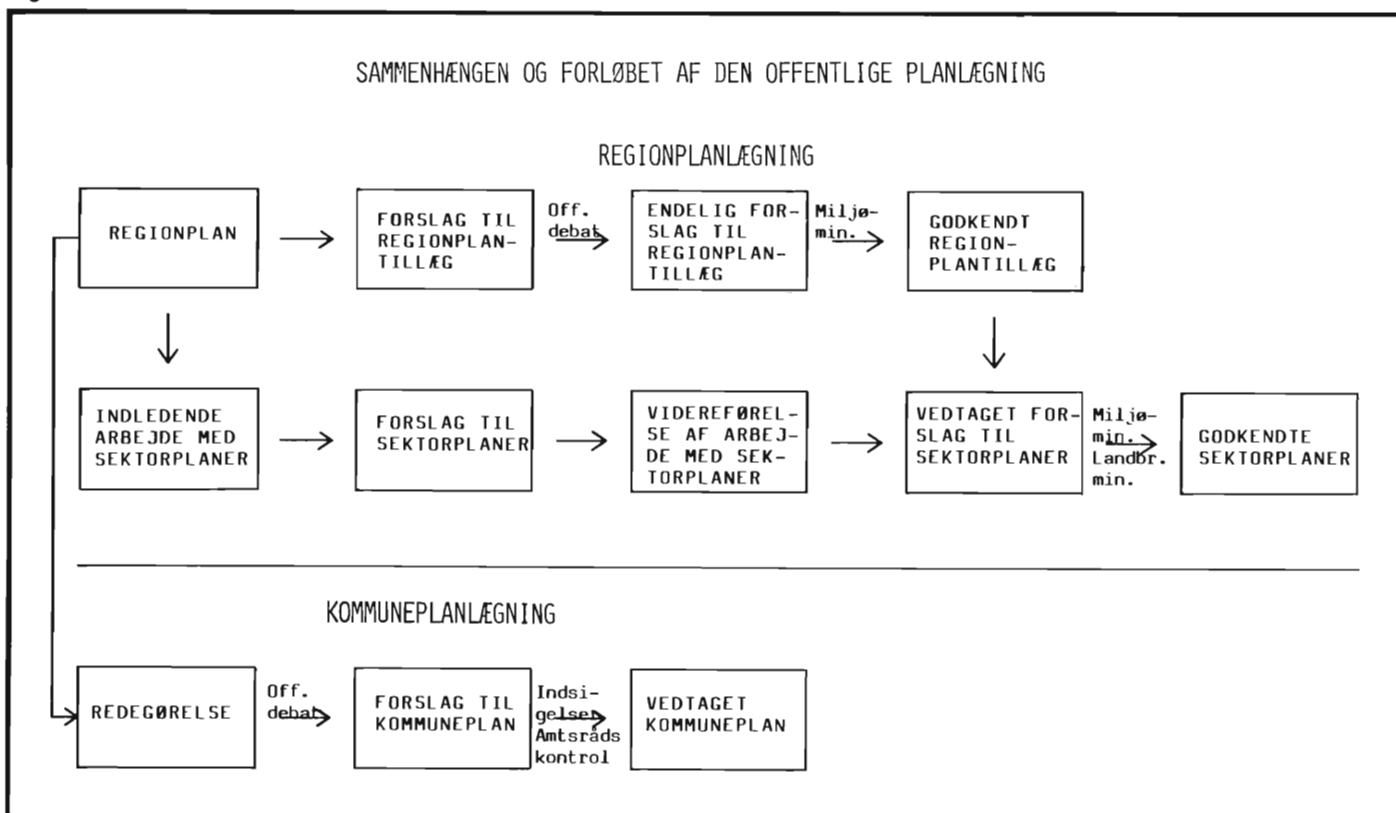 SAMMENHÆNGEN OG FORLØBET AF DEN OFFENTLIGE PLANLÆGNING
REGIONPLANLÆGNING
REGIONPLAN
FORSLAG TIL
REGIONPLAN-
TILLÆG
Off.
debat
ENDELIG FOR-
SLAG TIL
REGIONPLAN-
TILLÆG
Miljø-
min.
GODKENDT
REGION-
PLANTILLÆG
INDLEDENDE
ARBEJDE MED
SEKTORPLANER
FORSLAG TIL
SEKTORPLANER
VIDEREFØREL-
SE AF ARBEJ-
DE MED SEK-
TORPLANER
VEDTAGET FOR-
SLAG TIL
SEKTORPLANER
Miljø-
min.
Landbr.
min.
GODKENDTE
SEKTORPLANER
KOMMUNEPLANLÆGNING
REDEGØRELSE
Off.
debat
FORSLAG TIL
KOMMUNEPLAN
Indsi-
gelser
Amtsråds
kontrol
VEDTAGET
KOMMUNEPLAN